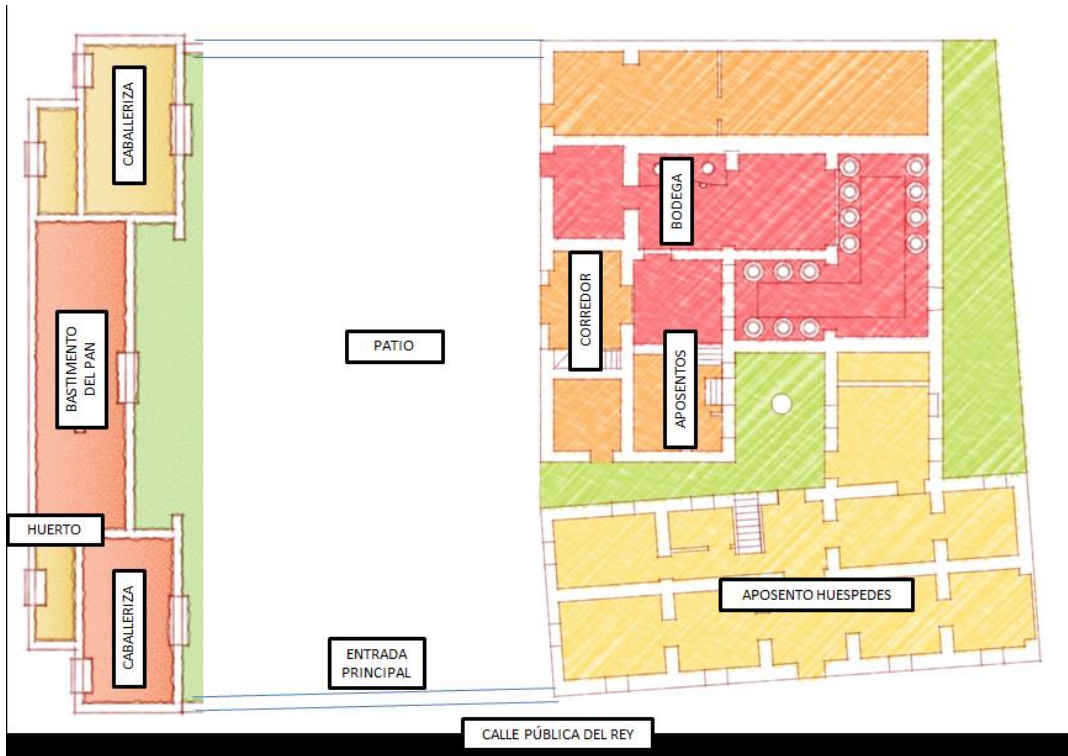 CABALLERIZA
BODEGA
CORREDOR
PATIO
BASTIMENTO
DEL PAN
APOSENTOS
HUERTO
APOSENTO HUESPEDES
CABALLERIZA
ENTRADA
PRINCIPAL
CALLE PÚBLICA DEL REY